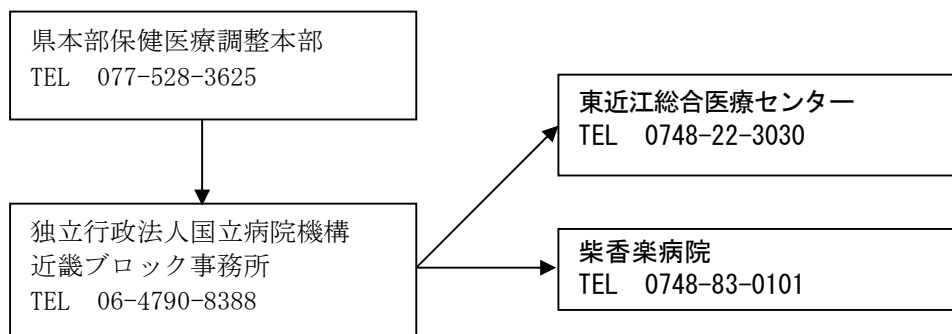 県本部保健医療調整本部
TEL　077-528-3625
独立行政法人国立病院機構
近畿ブロック事務所
TEL　06-4790-8388
東近江総合医療センター
TEL　0748-22-3030
柴香楽病院
TEL　0748-83-0101